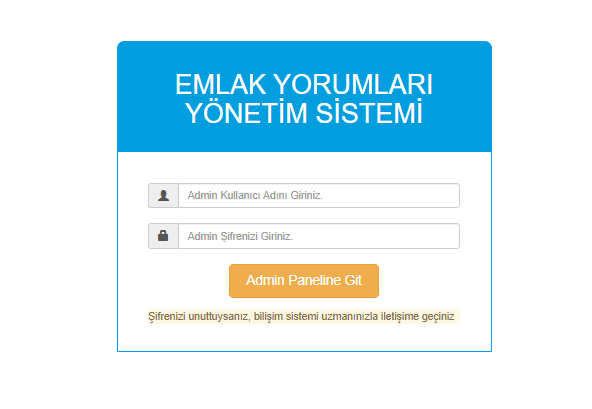 EMLAK YORUMLARI
YÖNETİM SİSTEMİ
Admin Kullanıcı Adını Giriniz.
Admin Şifrenizi Giriniz.
Admin Paneline Git
Şifrenizi unuttuysanız, bilişim sistemi uzmanınızla iletişime geçiniz